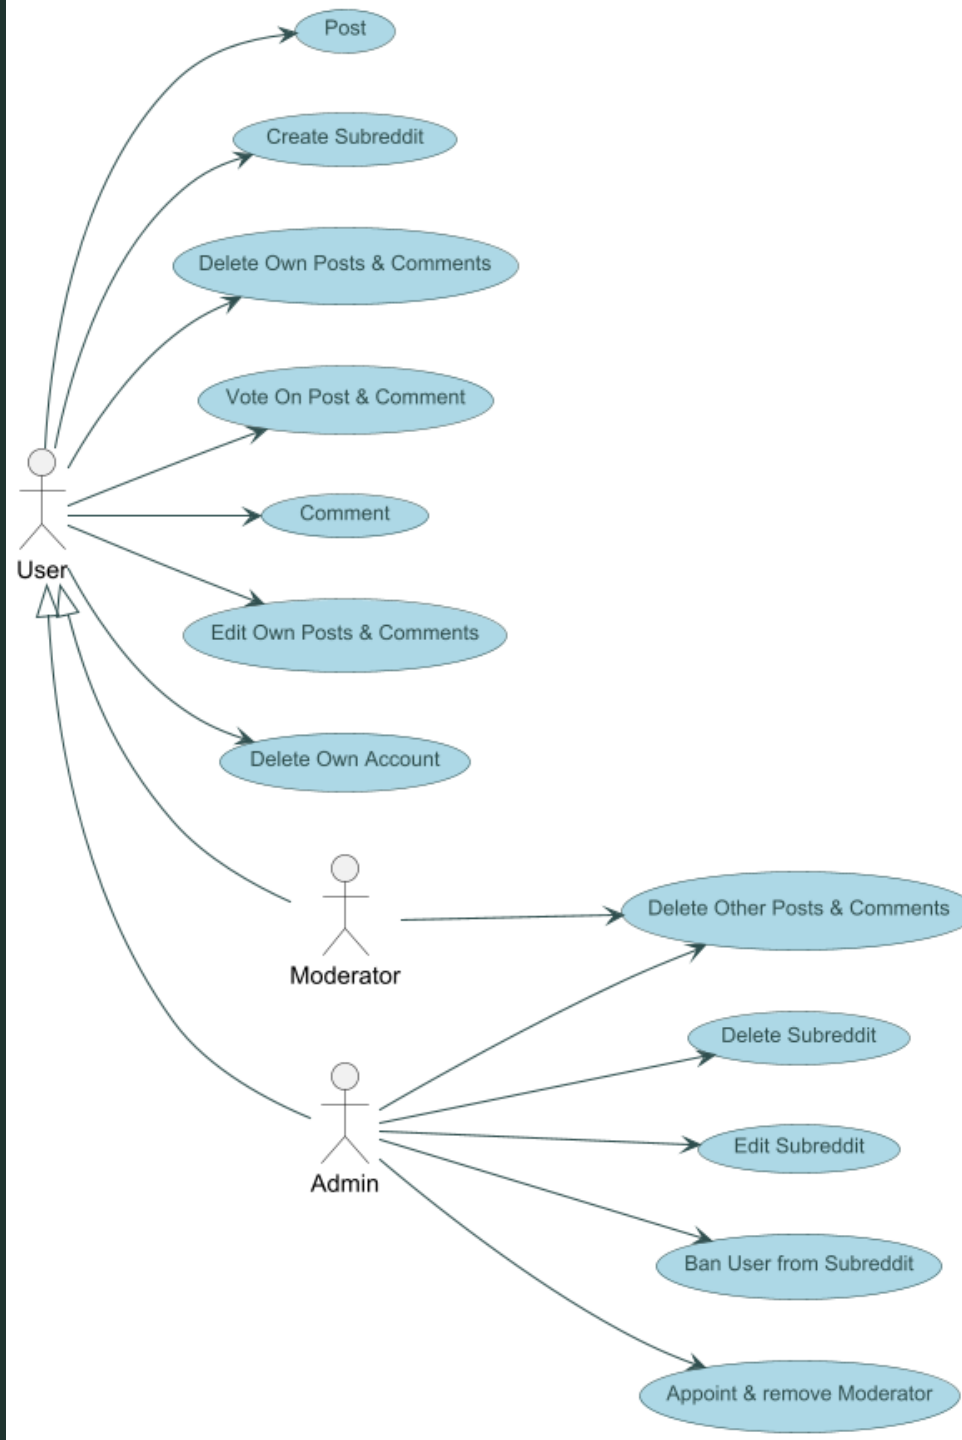 Post
Create Subreddit
Delete Own Posts & Comments
Vote On Post & Comment
Comment
User
Edit Own Posts & Comments
Delete Own Account
Delete Other Posts & Comments
Moderator
Delete Subreddit
Edit Subreddit
Admin
Ban User from Subreddit
Appoint & remove Moderator